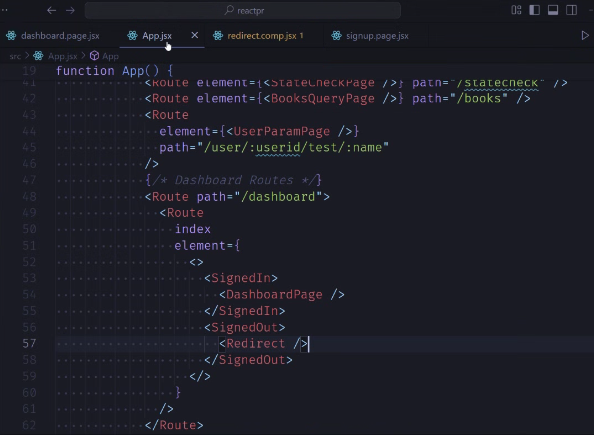 reactpr
dashboard.page.jsx App.jsx redirect.comp.jsx 1 signup.page.jsx
src > App.jsx > App
19 function App() {
41 <Route element={<StateCheckPage />} path="/statecheck" />
42 <Route element={<BooksQueryPage />} path="/books" />
43 <Route
44 element={<UserParamPage />}
45 path="/user/:userid/test/:name"
46 />
47 {/* Dashboard Routes */}
48 <Route path="/dashboard">
49 <Route
50 index
51 element={
52 <>
53 <SignedIn>
54 <DashboardPage />
55 </SignedIn>
56 <SignedOut>
57 <Redirect />
58 </SignedOut>
59 </>
60 }
61 />
62 </Route>